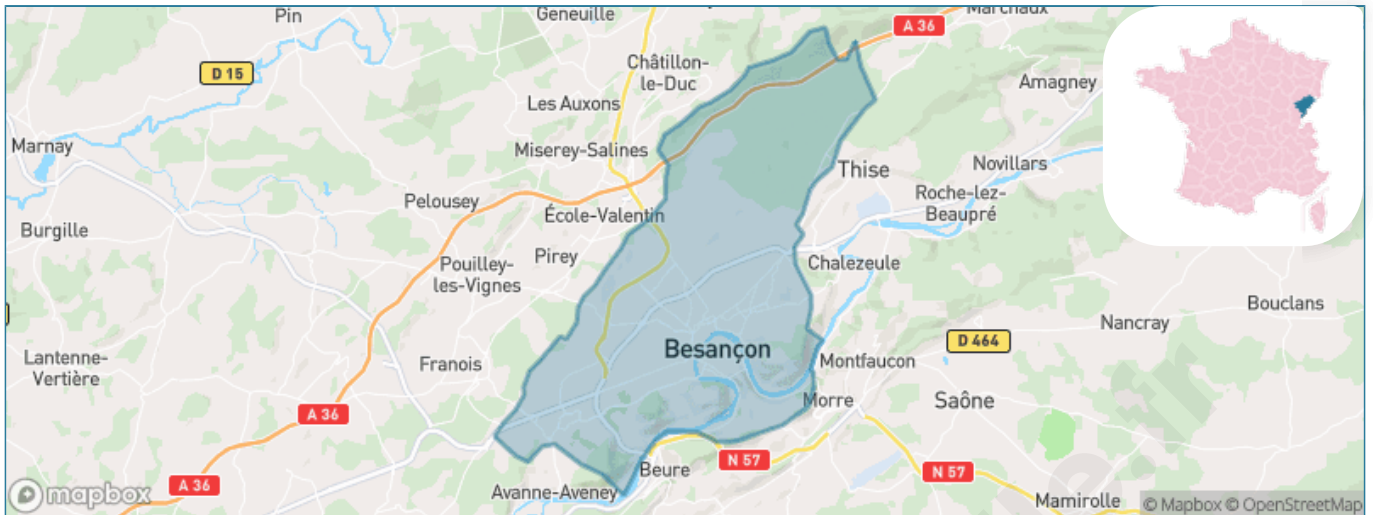 Pin
Geneuille
Marchaux
A 36
D 15
Châtillon-
le-Duc
Amagney
Les Auxons
Marnay
Miserey-Salines
Novillars
Thise
Pelousey
Roche-lez-
Beaupré
École-Valentin
Burgille
Pirey
Pouilley-
les-Vignes
Chalezeule
Bouclans
Nancray
D 464
Besançon
Lantenne-
Vertière
Franois
Montfaucon
Morre
Saône
A 36
N 57
Beure
N 57
A 36
Avanne-Aveney
mapbox
Mamirolle
© Mapbox © OpenStreetMap